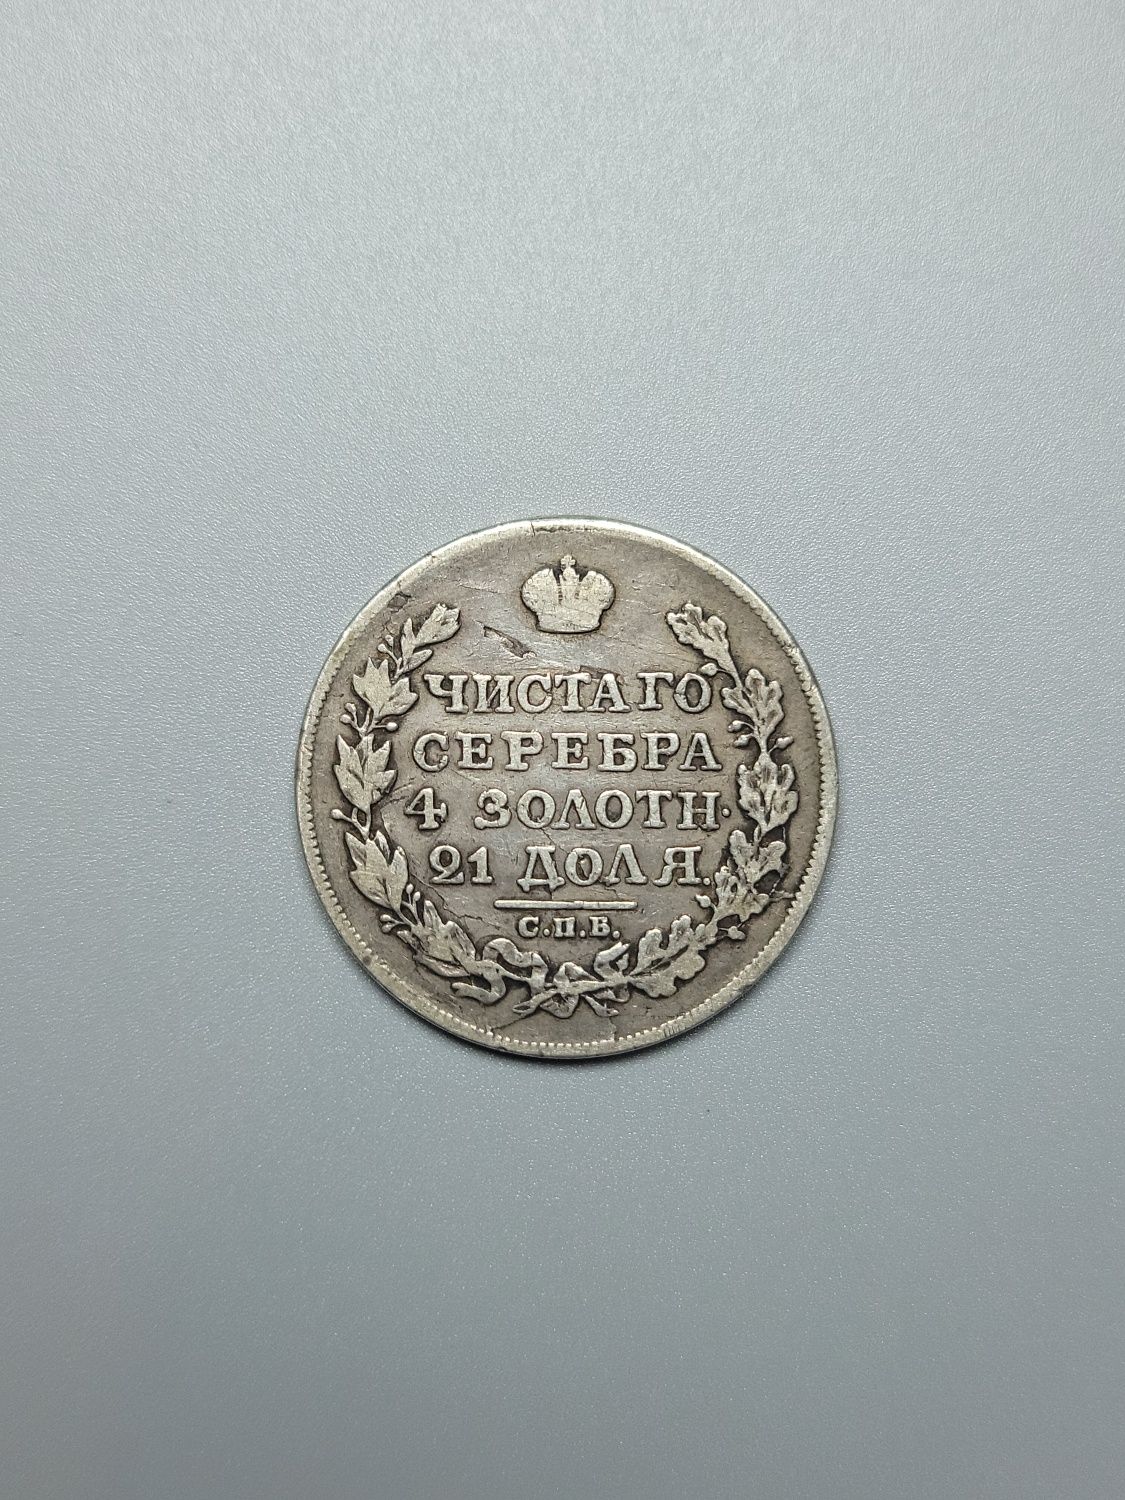 ЧИСТАГО
СЕРЕБРА
4 ЗОЛОТН.
21 ДОЛЯ.
С.П.Б.